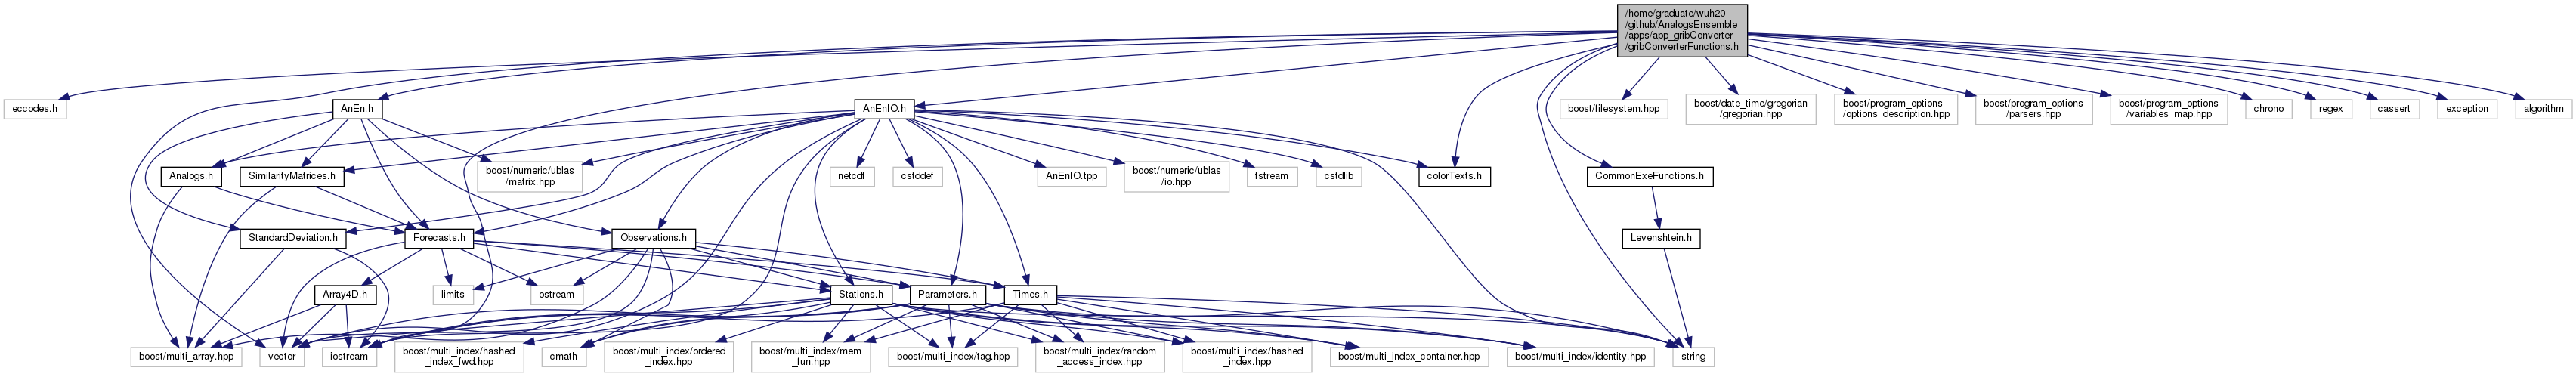 /home/graduate/wuh20
/github/AnalogsEnsemble
/apps/app_gribConverter
/gribConverterFunctions.h
eccodes.h
AnEn.h
AnEnIO.h
boost/filesystem.hpp
boost/date_time/gregorian
/gregorian.hpp
boost/program_options
/options_description.hpp
boost/program_options
/parsers.hpp
boost/program_options
/variables_map.hpp
chrono
regex
cassert
exception
algorithm
Analogs.h
SimilarityMatrices.h
boost/numeric/ublas
/matrix.hpp
netcdf
cstddef
AnEnIO.tpp
boost/numeric/ublas
/io.hpp
fstream
cstdlib
colorTexts.h
CommonExeFunctions.h
StandardDeviation.h
Forecasts.h
Observations.h
Levenshtein.h
Array4D.h
limits
ostream
Stations.h
Parameters.h
Times.h
boost/multi_array.hpp
vector
iostream
boost/multi_index/hashed
_index_fwd.hpp
cmath
boost/multi_index/ordered
_index.hpp
boost/multi_index/mem
_fun.hpp
boost/multi_index/tag.hpp
boost/multi_index/random
_access_index.hpp
boost/multi_index/hashed
_index.hpp
boost/multi_index_container.hpp
boost/multi_index/identity.hpp
string